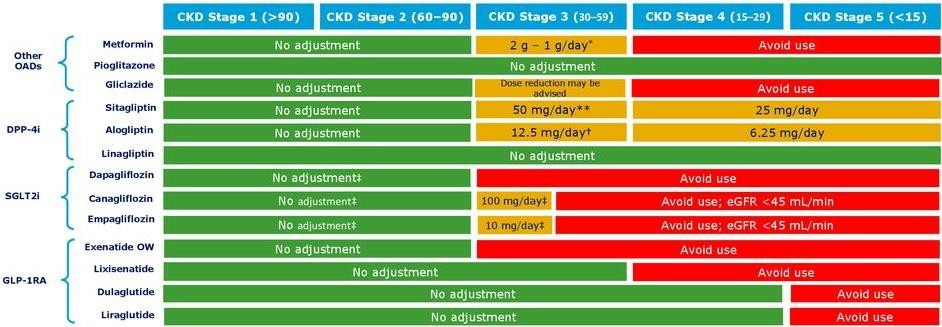 CKD Stage 1 (>90) CKD Stage 2 (60–90) CKD Stage 3 (30–59) CKD Stage 4 (15–29) CKD Stage 5 (<15)
Other OADs
Metformin No adjustment 2 g – 1 g/day* Avoid use
Pioglitazone No adjustment
Gliclazide No adjustment Dose reduction may be advised Avoid use
DPP-4i
Sitagliptin No adjustment 50 mg/day** 25 mg/day
Alogliptin No adjustment 12.5 mg/day† 6.25 mg/day
Linagliptin No adjustment
SGLT2i
Dapagliflozin No adjustment‡ Avoid use
Canagliflozin No adjustment‡ 100 mg/day‡ Avoid use; eGFR <45 mL/min
Empagliflozin No adjustment‡ 10 mg/day‡ Avoid use; eGFR <45 mL/min
GLP-1RA
Exenatide OW No adjustment Avoid use
Lixisenatide No adjustment Avoid use
Dulaglutide No adjustment Avoid use
Liraglutide No adjustment Avoid use